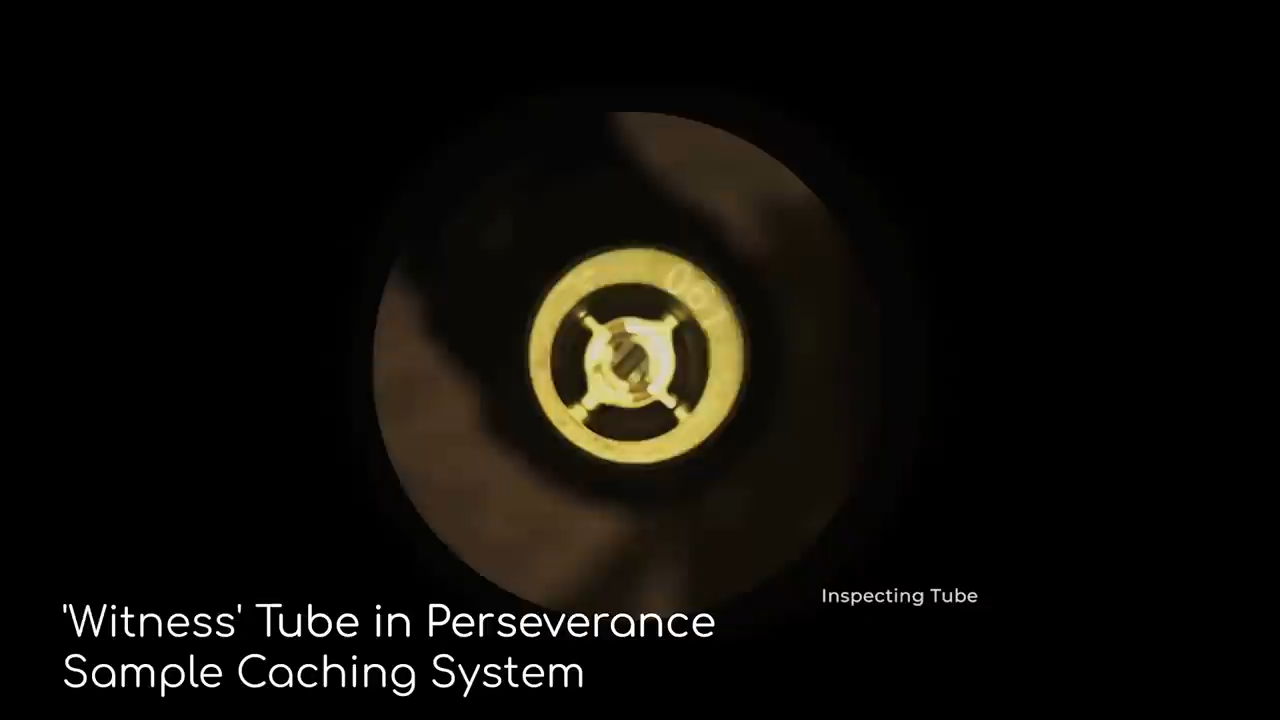 Inspecting Tube
'Witness' Tube in Perseverance
Sample Caching System